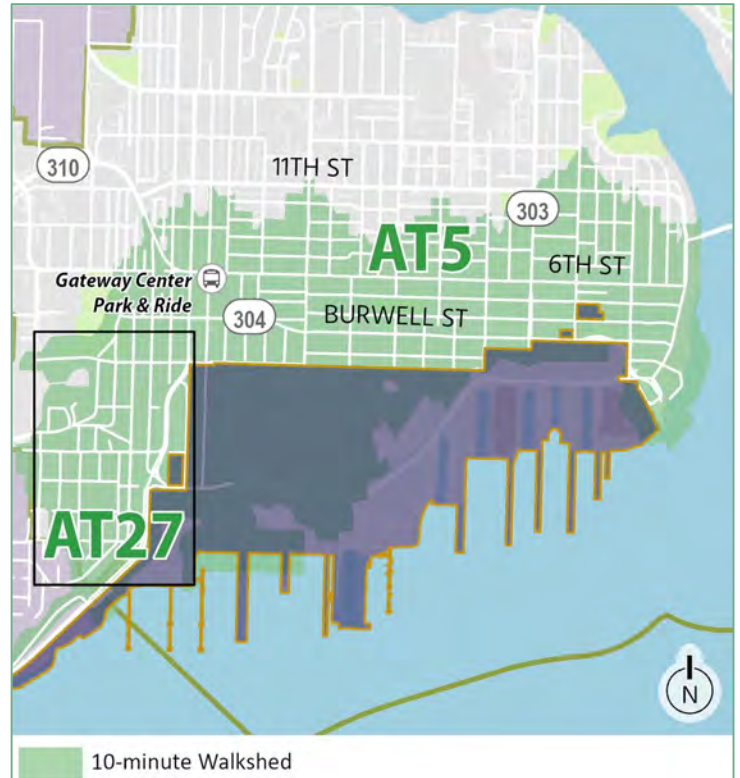 310
11TH ST
303
AT5
6TH ST
Gateway Center
Park & Ride
304
BURWELL ST
AT27
N
10-minute Walkshed